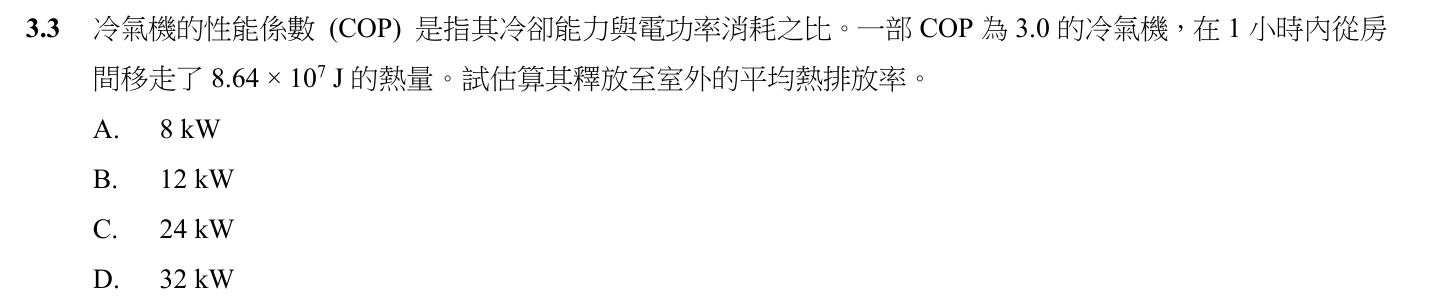 3.3 冷氣機的性能係數 (COP) 是指其冷卻能力與電功率消耗之比。一部 COP 為 3.0 的冷氣機，在 1 小時內從房
間移走了 8.64 × 10⁷ J 的熱量。試估算其釋放至室外的平均熱排放率。
A. 8 kW
B. 12 kW
C. 24 kW
D. 32 kW